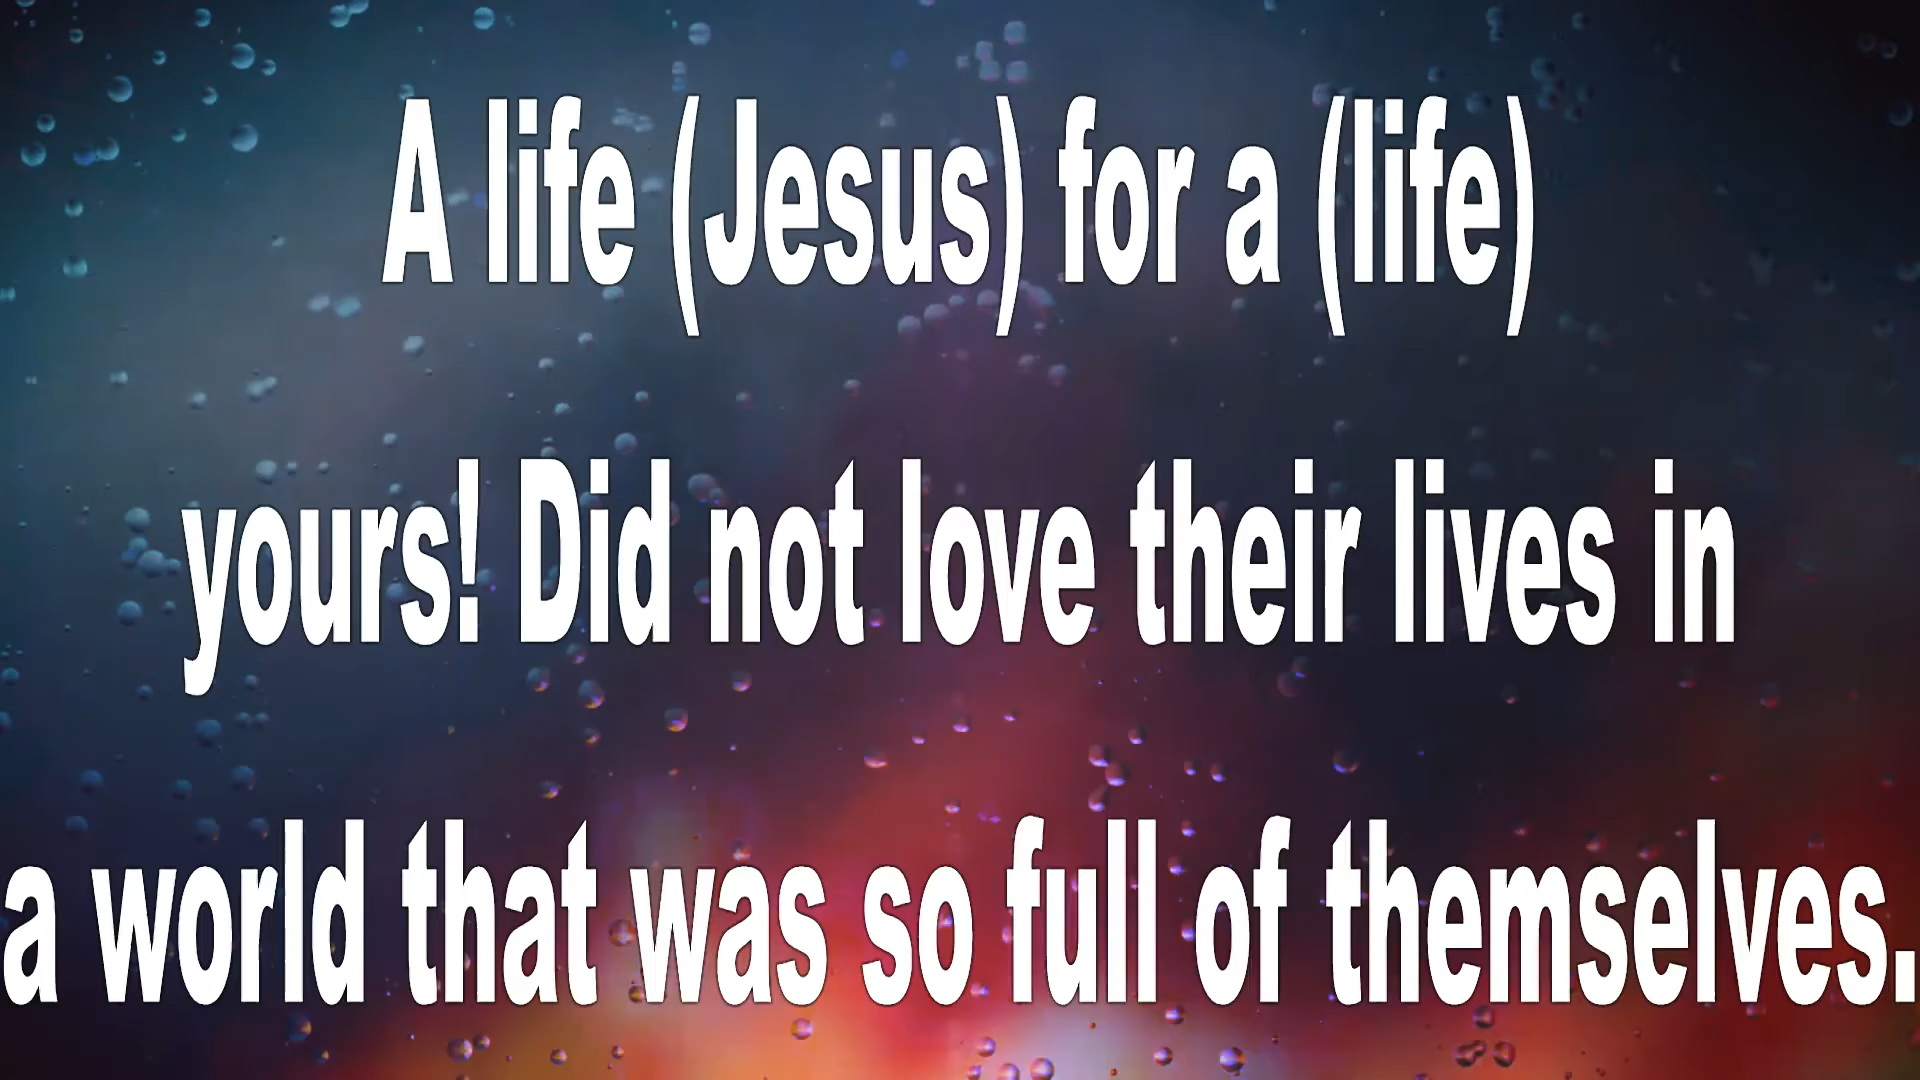 A life (Jesus) for a (life)
yours! Did not love their lives in
a world that was so full of themselves.